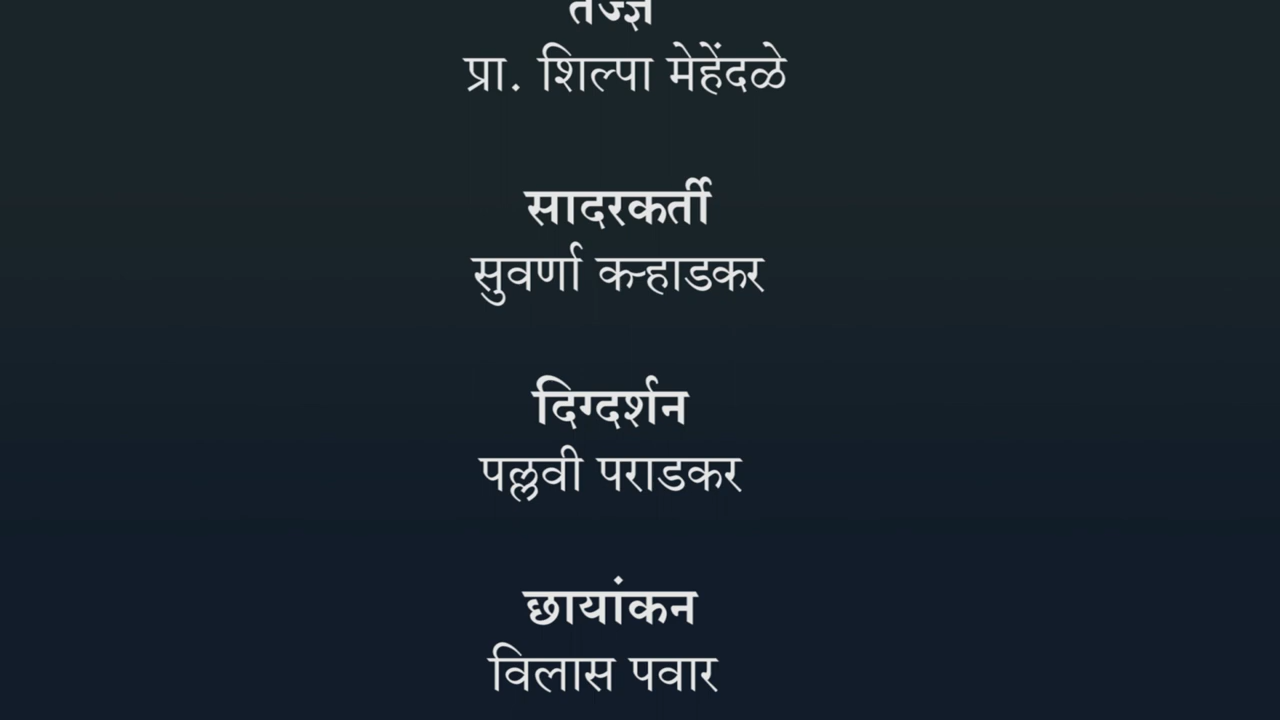 तज्ज्ञ
प्रा. शिल्पा मेहेंदळे
सादरकर्ती
सुवर्णा कऱ्हाडकर
दिग्दर्शन
पल्लवी पराडकर
छायांकन
विलास पवार